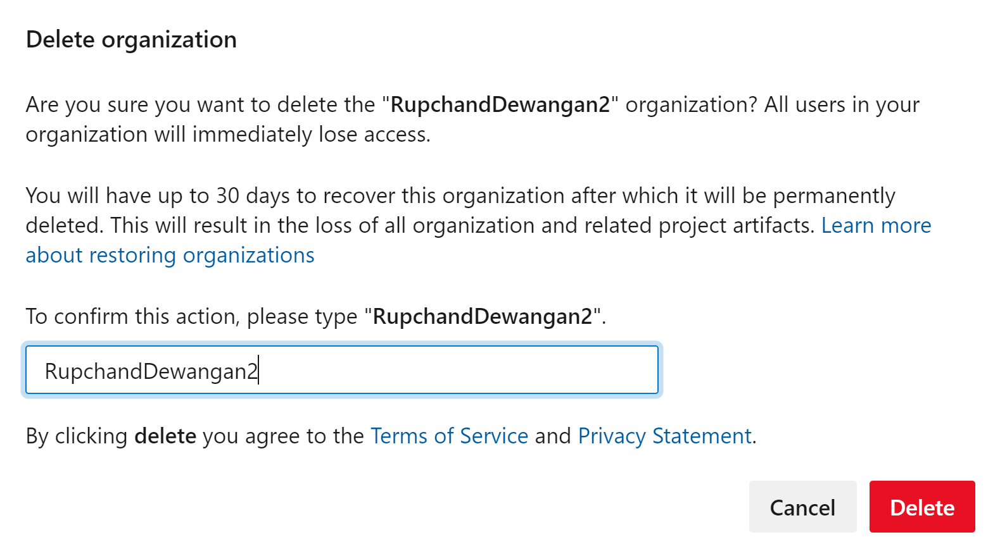 Delete organization
Are you sure you want to delete the "RupchandDewangan2" organization? All users in your
organization will immediately lose access.
You will have up to 30 days to recover this organization after which it will be permanently
deleted. This will result in the loss of all organization and related project artifacts. Learn more
about restoring organizations
To confirm this action, please type "RupchandDewangan2".
RupchandDewangan2
By clicking delete you agree to the Terms of Service and Privacy Statement.
Cancel Delete